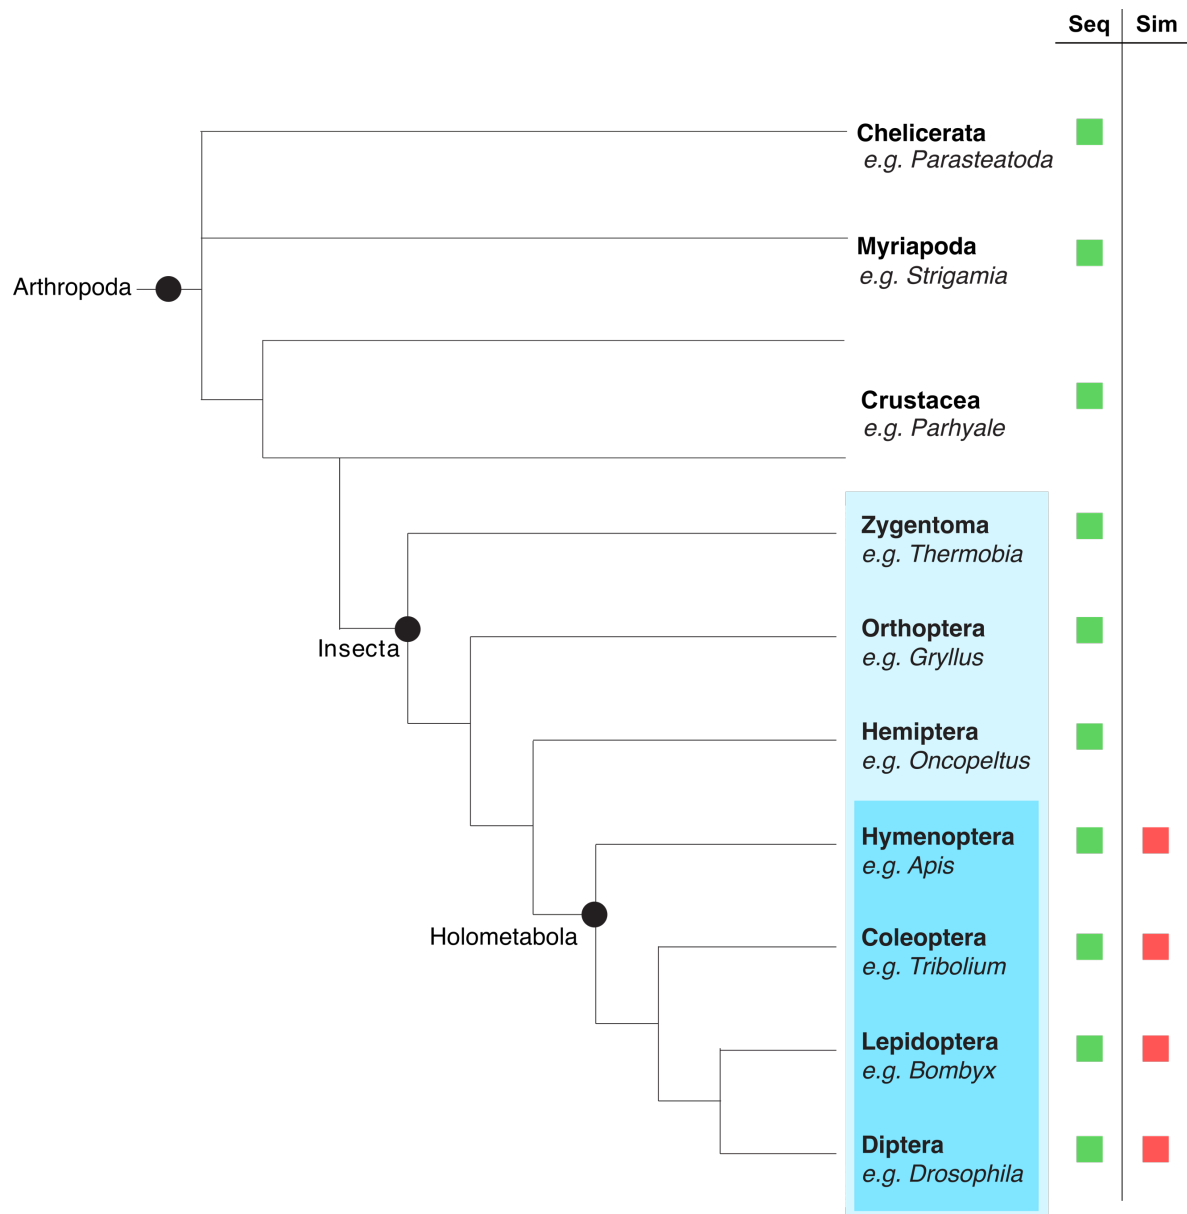 Seq Sim
Chelicerata
e.g. Parasteatoda
Myriapoda
e.g. Strigamia
Arthropoda
Crustacea
e.g. Parhyale
Zygentoma
e.g. Thermobia
Orthoptera
e.g. Gryllus
Insecta
Hemiptera
e.g. Oncopeltus
Hymenoptera
e.g. Apis
Holometabola
Coleoptera
e.g. Tribolium
Lepidoptera
e.g. Bombyx
Diptera
e.g. Drosophila